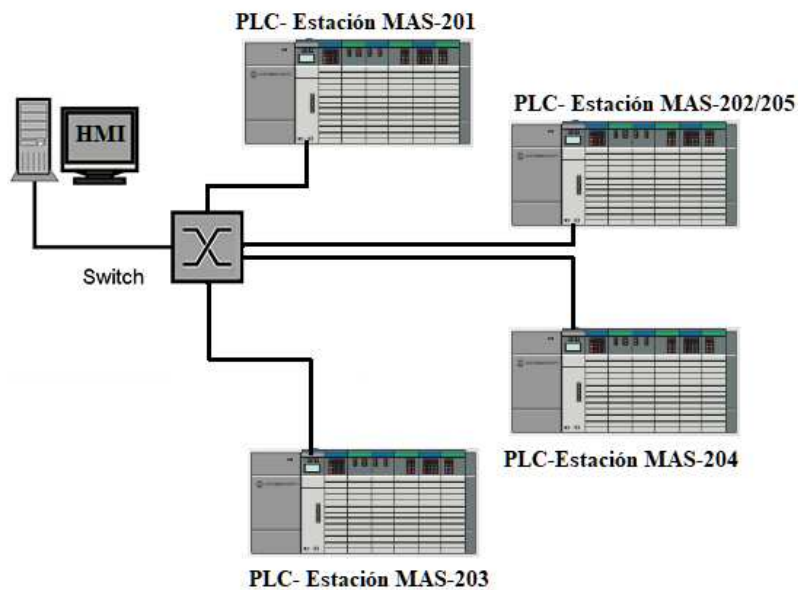 PLC- Estación MAS-201
PLC- Estación MAS-202/205
HMI
Switch
PLC-Estación MAS-204
PLC- Estación MAS-203